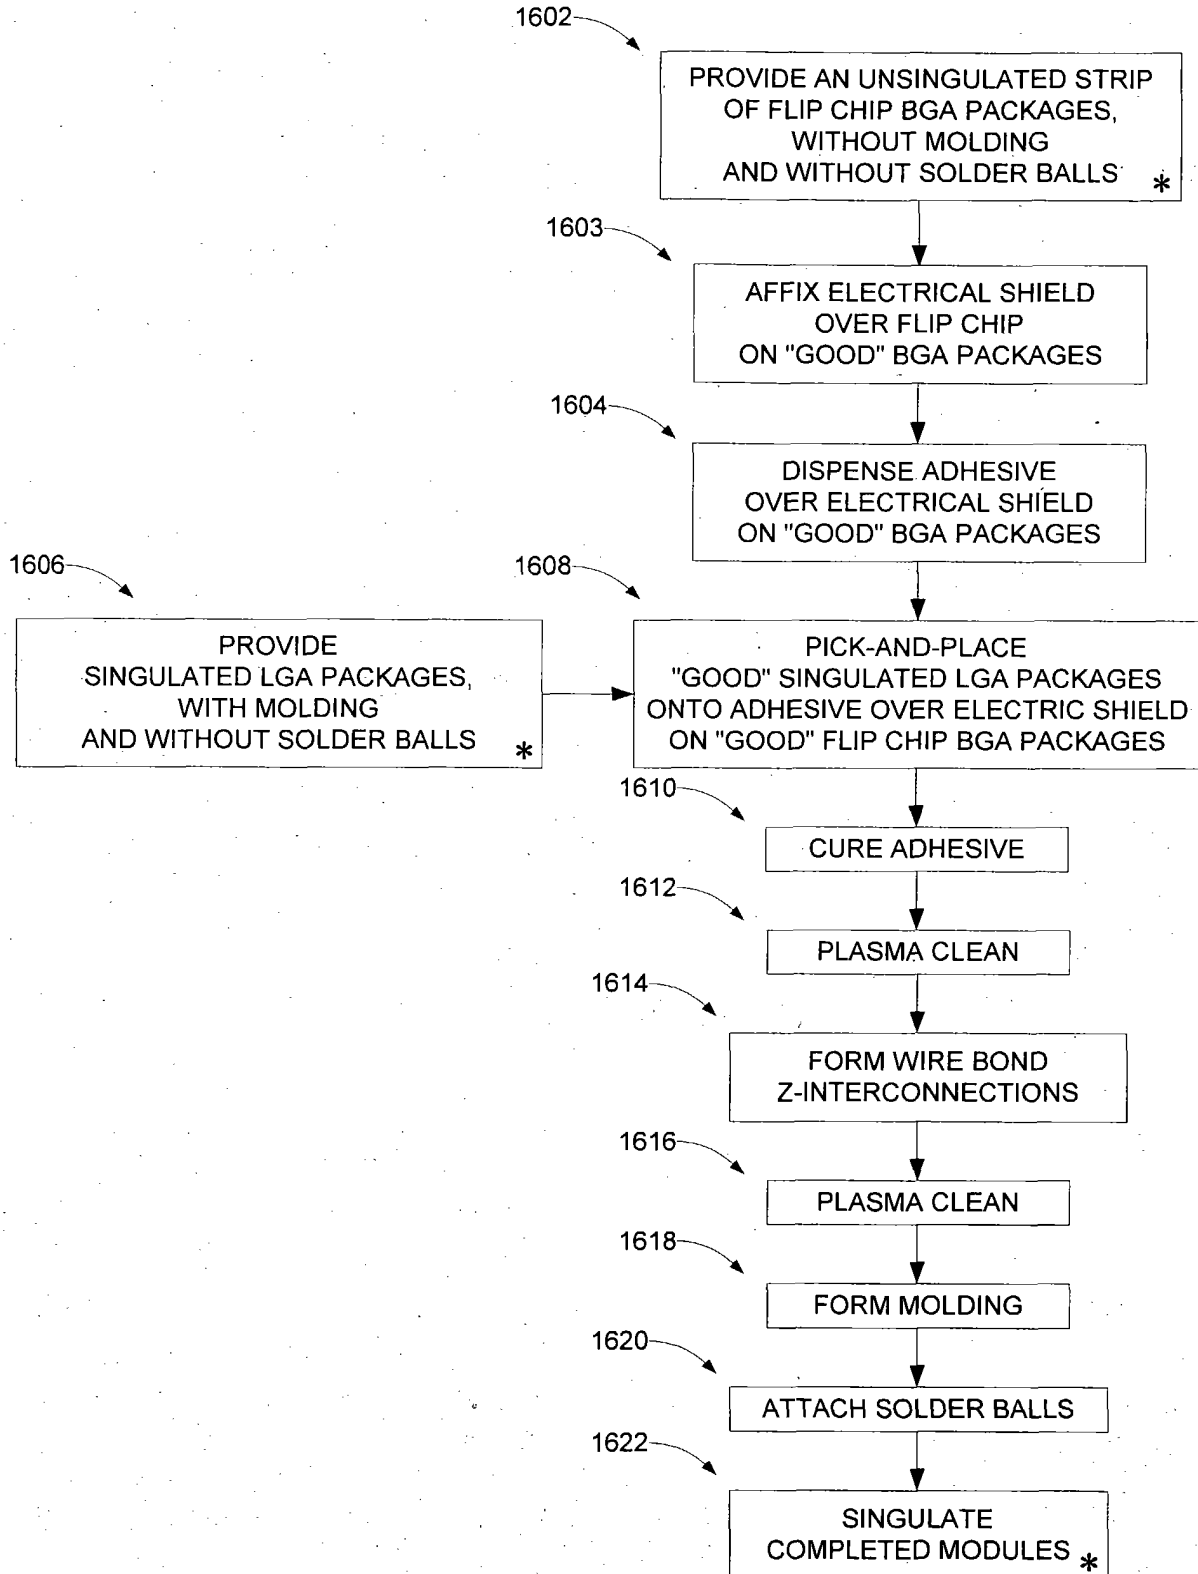 1602
PROVIDE AN UNSINGULATED STRIP
OF FLIP CHIP BGA PACKAGES,
WITHOUT MOLDING
AND WITHOUT SOLDER BALLS *
1603
AFFIX ELECTRICAL SHIELD
OVER FLIP CHIP
ON "GOOD" BGA PACKAGES
1604
DISPENSE ADHESIVE
OVER ELECTRICAL SHIELD
ON "GOOD" BGA PACKAGES
1606
PROVIDE
SINGULATED LGA PACKAGES,
WITH MOLDING
AND WITHOUT SOLDER BALLS *
1608
PICK-AND-PLACE
"GOOD" SINGULATED LGA PACKAGES
ONTO ADHESIVE OVER ELECTRIC SHIELD
ON "GOOD" FLIP CHIP BGA PACKAGES
1610
CURE ADHESIVE
1612
PLASMA CLEAN
1614
FORM WIRE BOND
Z-INTERCONNECTIONS
1616
PLASMA CLEAN
1618
FORM MOLDING
1620
ATTACH SOLDER BALLS
1622
SINGULATE
COMPLETED MODULES *